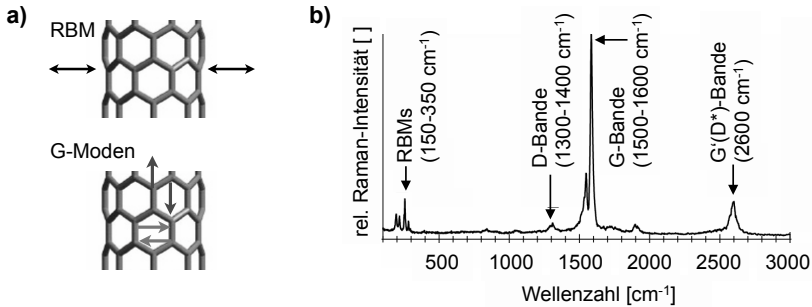 a)
RBM
G-Moden
b)
rel. Raman-Intensität [ ]
RBMs
(150-350 cm⁻¹)
D-Bande
(1300-1400 cm⁻¹)
G-Bande
(1500-1600 cm⁻¹)
G‘(D*)-Bande
(2600 cm⁻¹)
500 1000 1500 2000 2500 3000
Wellenzahl [cm⁻¹]